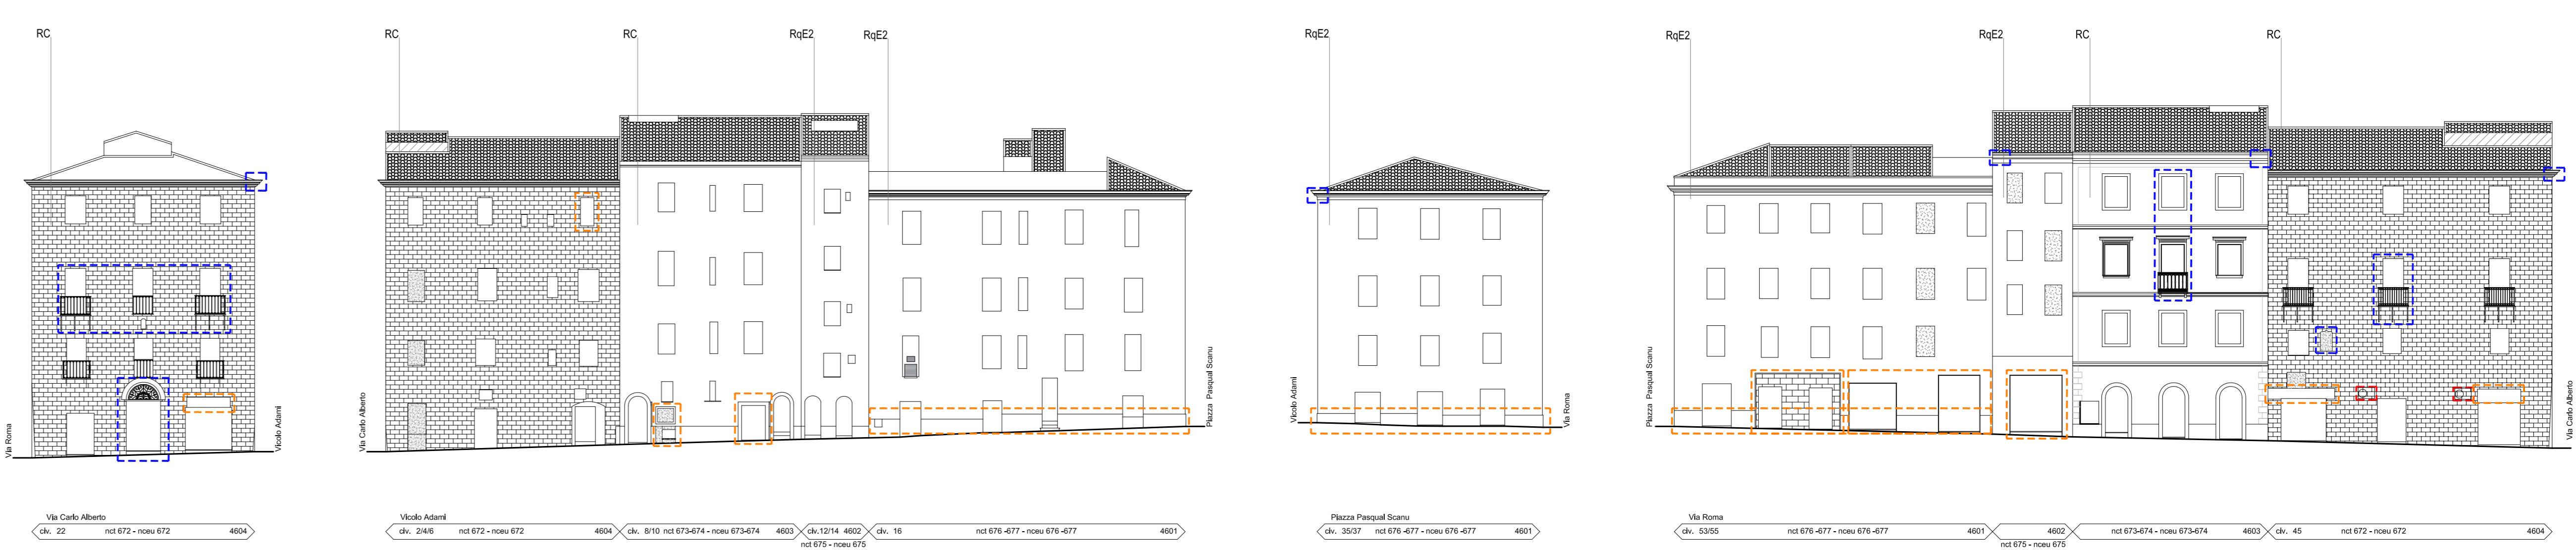 RC
RC
RC
RqE2
RqE2
RqE2
RqE2
RqE2
RC
RC
Via Roma
Vicolo Adami
Via Carlo Alberto
Piazza Pasqual Scanu
Vicolo Adami
Via Roma
Piazza Pasqual Scanu
Via Carlo Alberto
Via Carlo Alberto
civ. 22 nct 672 - nceu 672 4604
Vicolo Adami
civ. 2/4/6 nct 672 - nceu 672 4604
civ. 8/10 nct 673-674 - nceu 673-674 4603
civ.12/14 4602
nct 675 - nceu 675
civ. 16 nct 676 -677 - nceu 676 -677 4601
Piazza Pasqual Scanu
civ. 35/37 nct 676 -677 - nceu 676 -677 4601
Via Roma
civ. 53/55 nct 676 -677 - nceu 676 -677 4601
4602
nct 675 - nceu 675
nct 673-674 - nceu 673-674 4603
civ. 45 nct 672 - nceu 672 4604